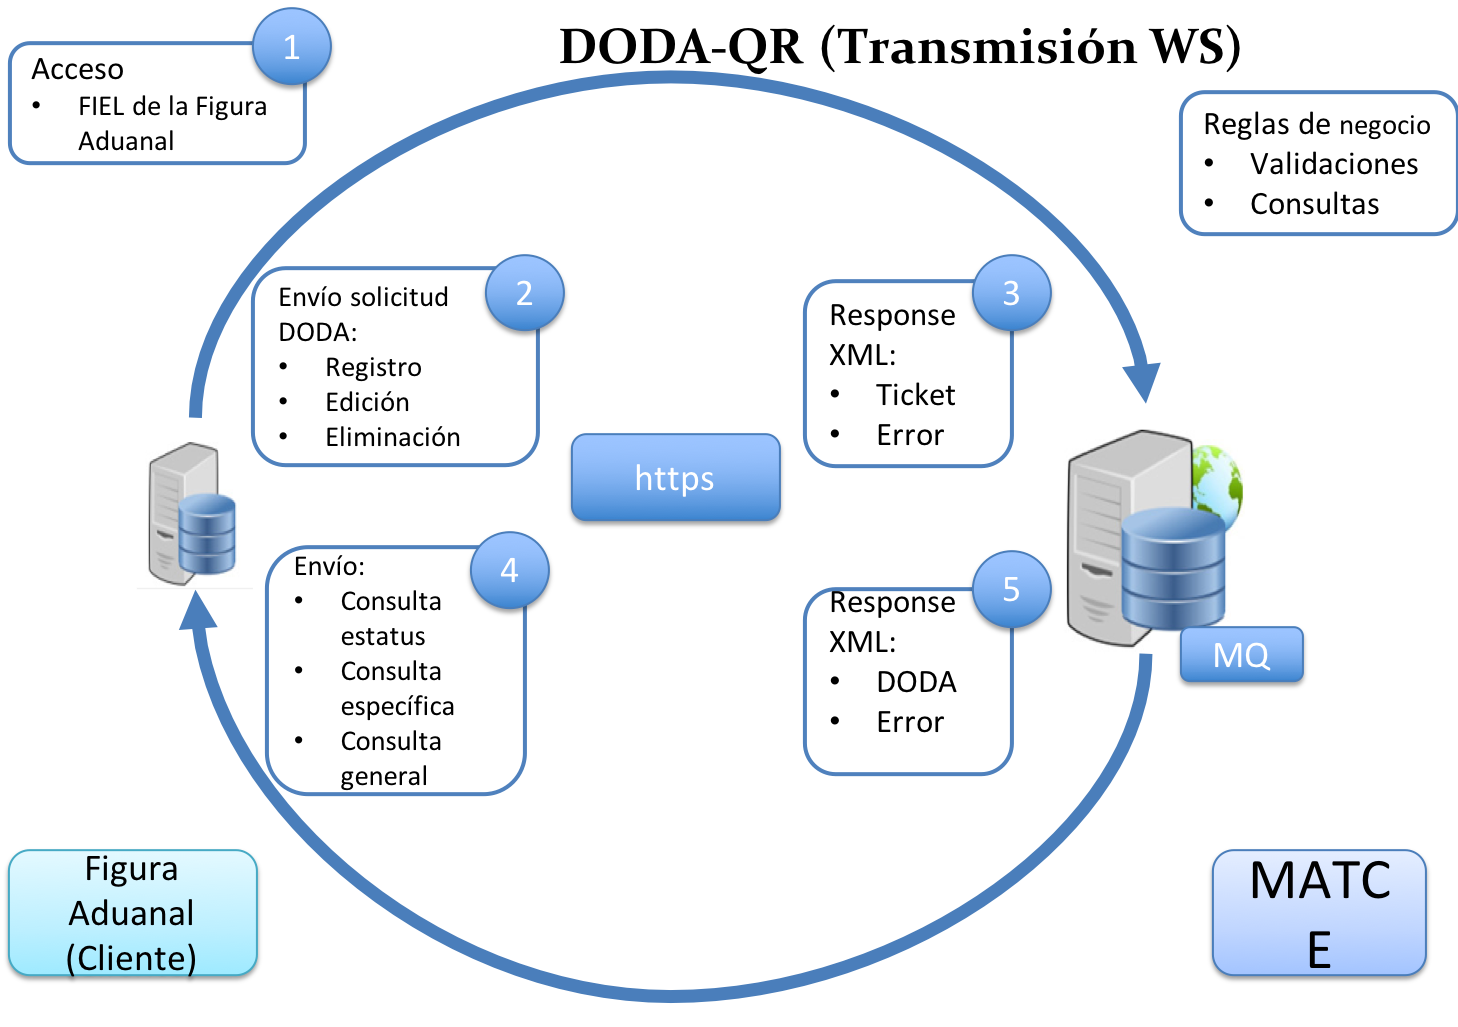 DODA-QR (Transmisión WS)
1
Acceso
• FIEL de la Figura
Aduanal
Reglas de negocio
• Validaciones
• Consultas
2
Envío solicitud
DODA:
• Registro
• Edición
• Eliminación
3
Response
XML:
• Ticket
• Error
https
4
Envío:
• Consulta
estatus
• Consulta
específica
• Consulta
general
5
Response
XML:
• DODA
• Error
MQ
Figura
Aduanal
(Cliente)
MATC
E